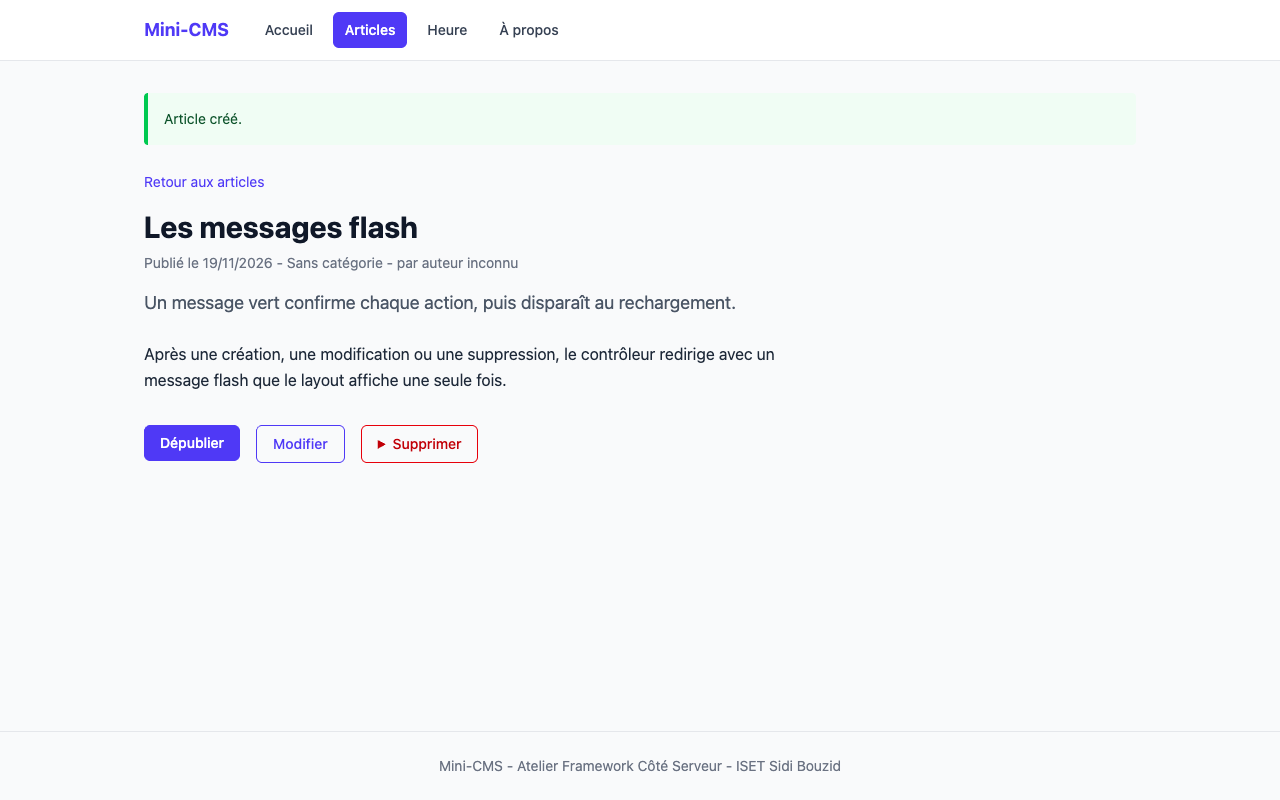 Mini-CMS Accueil Articles Heure À propos
Article créé.
Retour aux articles
Les messages flash
Publié le 19/11/2026 - Sans catégorie - par auteur inconnu
Un message vert confirme chaque action, puis disparaît au rechargement.
Après une création, une modification ou une suppression, le contrôleur redirige avec un
message flash que le layout affiche une seule fois.
Dépublier Modifier ▶ Supprimer
Mini-CMS - Atelier Framework Côté Serveur - ISET Sidi Bouzid